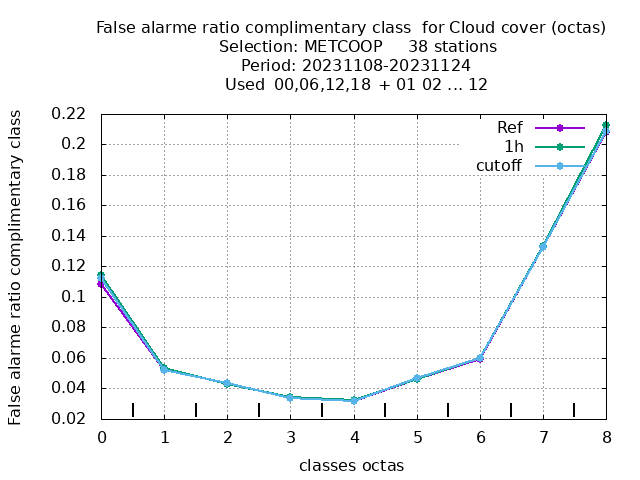 False alarme ratio complimentary class  for Cloud cover (octas)
Selection: METCOOP     38 stations
Period: 20231108-20231124
Used  00,06,12,18 + 01 02 ... 12
False alarme ratio complimentary class
0.22
0.2
0.18
0.16
0.14
0.12
0.1
0.08
0.06
0.04
0.02
Ref
1h
cutoff
0 1 2 3 4 5 6 7 8
classes octas